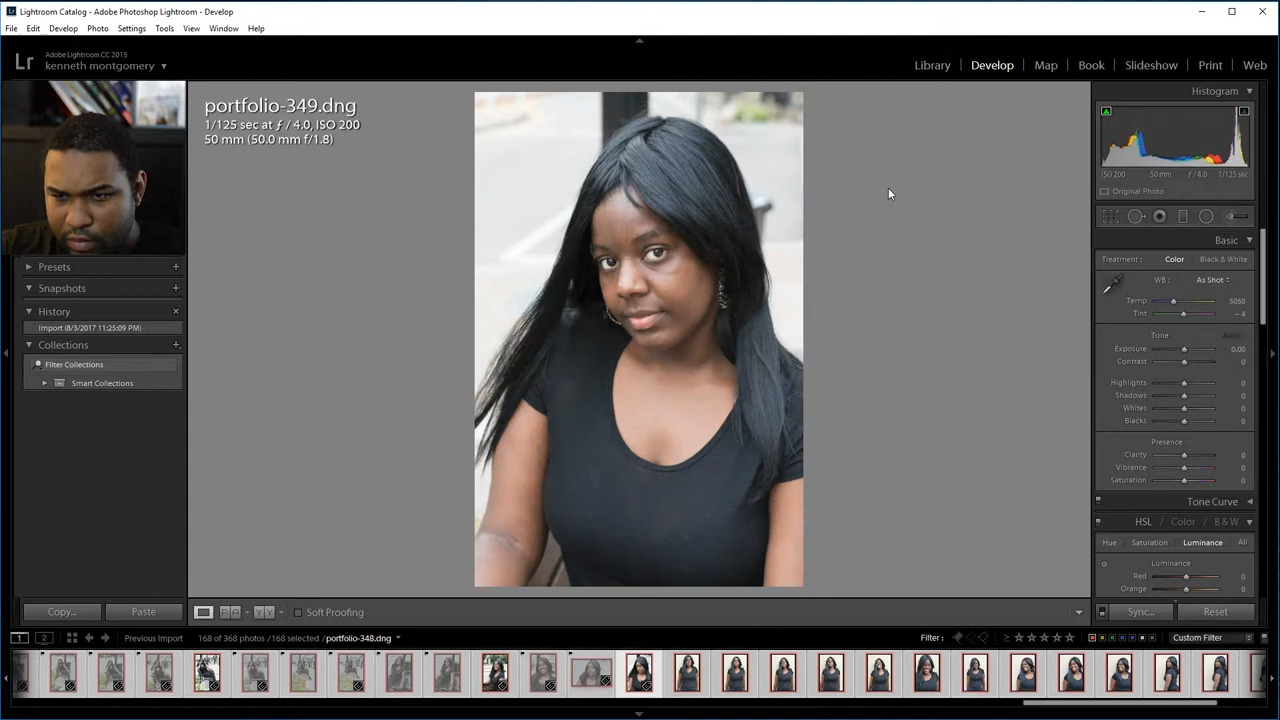 Lightroom Catalog - Adobe Photoshop Lightroom - Develop
File Edit Develop Photo Settings Tools View Window Help
Lr Adobe Lightroom CC 2015
kenneth montgomery
Library Develop Map Book Slideshow Print Web
portfolio-349.dng
1/125 sec at ƒ / 4.0, ISO 200
50 mm (50.0 mm f/1.8)
Presets +
Snapshots +
History ×
Import (8/3/2017 11:25:09 PM)
Collections +
Filter Collections
Smart Collections
Copy... Paste
Histogram
ISO 200 50 mm ƒ / 4.0 1/125 sec
Original Photo
Basic
Treatment : Color Black & White
WB : As Shot
Temp 5050
Tint – 4
Tone Auto
Exposure 0.00
Contrast 0
Highlights 0
Shadows 0
Whites 0
Blacks 0
Presence
Clarity 0
Vibrance 0
Saturation 0
Tone Curve
HSL / Color / B & W
Hue Saturation Luminance All
Luminance
Red 0
Orange 0
Sync... Reset
Soft Proofing
1 2 Previous Import 168 of 368 photos /168 selected /portfolio-348.dng
Filter : Custom Filter